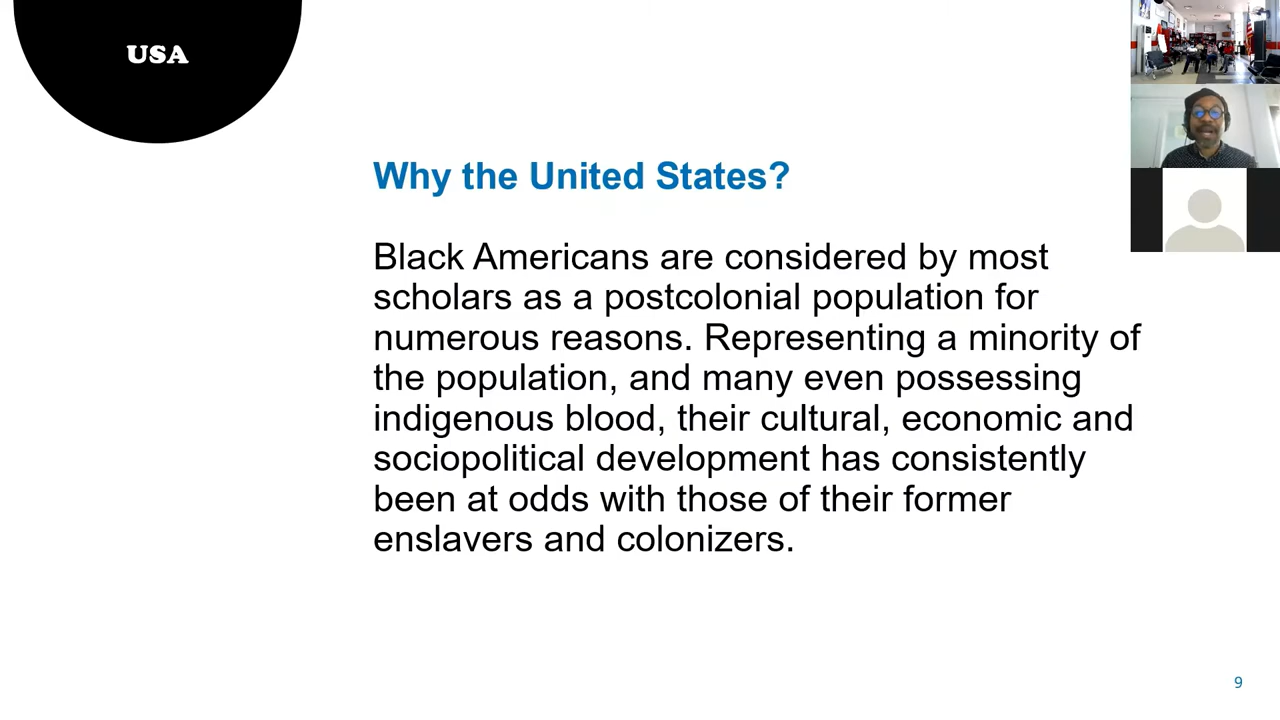 USA
Why the United States?
Black Americans are considered by most
scholars as a postcolonial population for
numerous reasons. Representing a minority of
the population, and many even possessing
indigenous blood, their cultural, economic and
sociopolitical development has consistently
been at odds with those of their former
enslavers and colonizers.
9